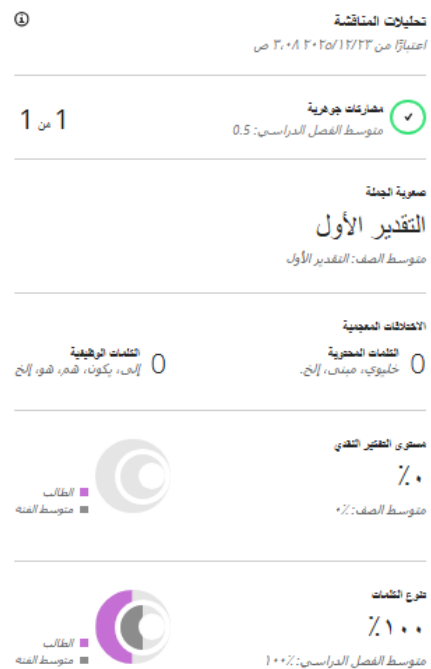 تحليلات المناقشة
اعتبارًا من ٢٠٢٥/١٢/٢٣ ٣،٠٨ ص
مشاركات جوهرية
متوسط الفصل الدراسي: 0.5
1 من 1
صعوبة الجملة
التقدير الأول
متوسط الصف: التقدير الأول
الاختلافات المعجمية
0
الكلمات المحتوية
خليوي، مبنى، إلخ.
0
الكلمات الوظيفية
إلى، يكون، هم، هو، إلخ
مستوى التفكير النقدي
٠٪
متوسط الصف: ٠٪
الطالب
متوسط الفئة
تنوع الكلمات
١٠٠٪
متوسط الفصل الدراسي: ١٠٠٪
الطالب
متوسط الفئة